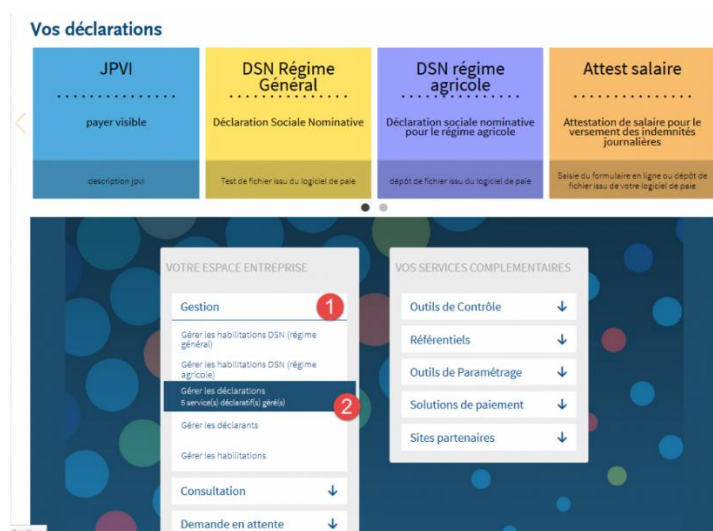 Vos déclarations
JPVI
payer visible
description jpvi
DSN Régime
Général
Déclaration Sociale Nominative
Test de fichier issu du logiciel de paie
DSN régime
agricole
Déclaration sociale nominative
pour le régime agricole
dépôt de fichier issu du logiciel de paie
Attest salaire
Attestation de salaire pour le
versement des indemnités
journalières
Saisie du formulaire en ligne ou dépôt de
fichier issu de votre logiciel de paie
VOTRE ESPACE ENTREPRISE
Gestion
1
Gérer les habilitations DSN (régime
général)
Gérer les habilitations DSN (régime
agricole)
Gérer les déclarations
5 service(s) déclaratif(s) géré(s)
2
Gérer les déclarants
Gérer les habilitations
Consultation
Demande en attente
VOS SERVICES COMPLEMENTAIRES
Outils de Contrôle
Référentiels
Outils de Paramétrage
Solutions de paiement
Sites partenaires